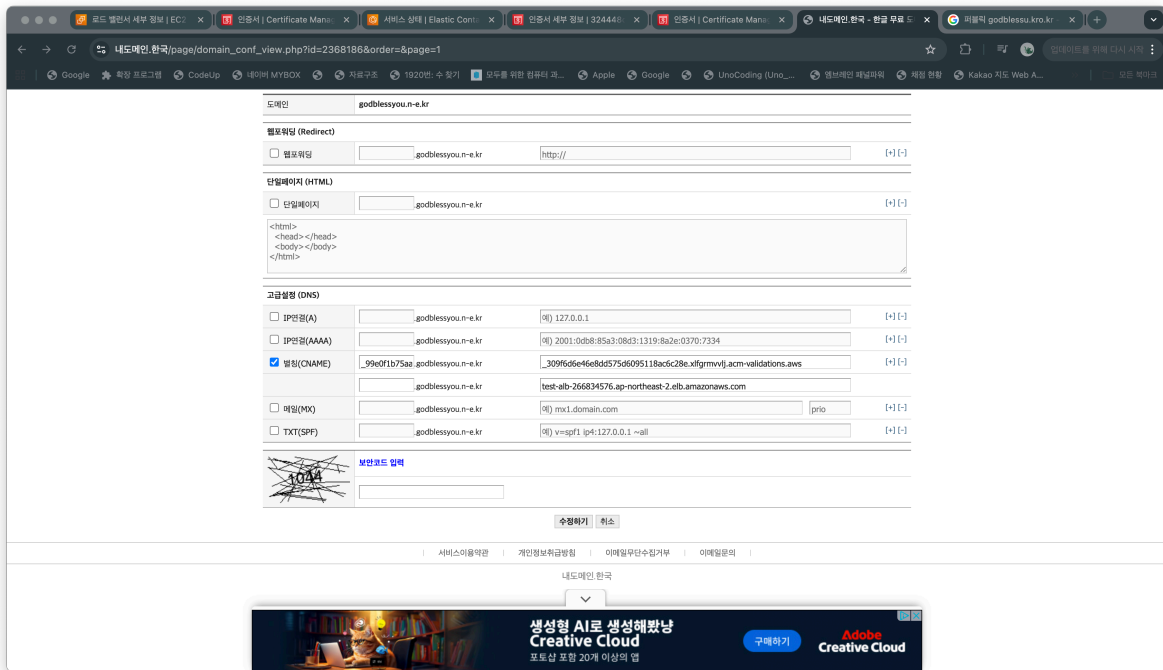 로드 밸런서 세부 정보 | EC2
인증서 | Certificate Manag
서비스 상태 | Elastic Conta
인증서 세부 정보 | 3244484
인증서 | Certificate Manag
내도메인.한국 - 한글 무료 도
퍼블릭 godblessu.kro.kr -
내도메인.한국/page/domain_conf_view.php?id=2368186&order=&page=1
업데이트를 위해 다시 시작
Google 확장 프로그램 CodeUp 네이버 MYBOX 자료구조 1920번: 수 찾기 모두를 위한 컴퓨터 과... Apple Google UnoCoding (Uno_... 엠브레인 패널파워 채점 현황 Kakao 지도 Web A... 모든 북마크
도메인 godblessyou.n-e.kr
웹포워딩 (Redirect)
웹포워딩 .godblessyou.n-e.kr http:// [+] [-]
단일페이지 (HTML)
단일페이지 .godblessyou.n-e.kr [+] [-]
<html>
<head></head>
<body></body>
</html>
고급설정 (DNS)
IP연결(A) .godblessyou.n-e.kr 예) 127.0.0.1 [+] [-]
IP연결(AAAA) .godblessyou.n-e.kr 예) 2001:0db8:85a3:08d3:1319:8a2e:0370:7334 [+] [-]
별칭(CNAME) _99e0f1b75aa .godblessyou.n-e.kr _309f6d6e46e8dd575d6095118ac6c28e.xlfgrmvvlj.acm-validations.aws [+] [-]
.godblessyou.n-e.kr test-alb-266834576.ap-northeast-2.elb.amazonaws.com
메일(MX) .godblessyou.n-e.kr 예) mx1.domain.com prio [+] [-]
TXT(SPF) .godblessyou.n-e.kr 예) v=spf1 ip4:127.0.0.1 ~all [+] [-]
1044
보안코드 입력
수정하기 취소
서비스이용약관 개인정보취급방침 이메일무단수집거부 이메일문의
내도메인.한국
생성형 AI로 생성해봤냥
Creative Cloud
포토샵 포함 20개 이상의 앱
구매하기
Adobe
Creative Cloud